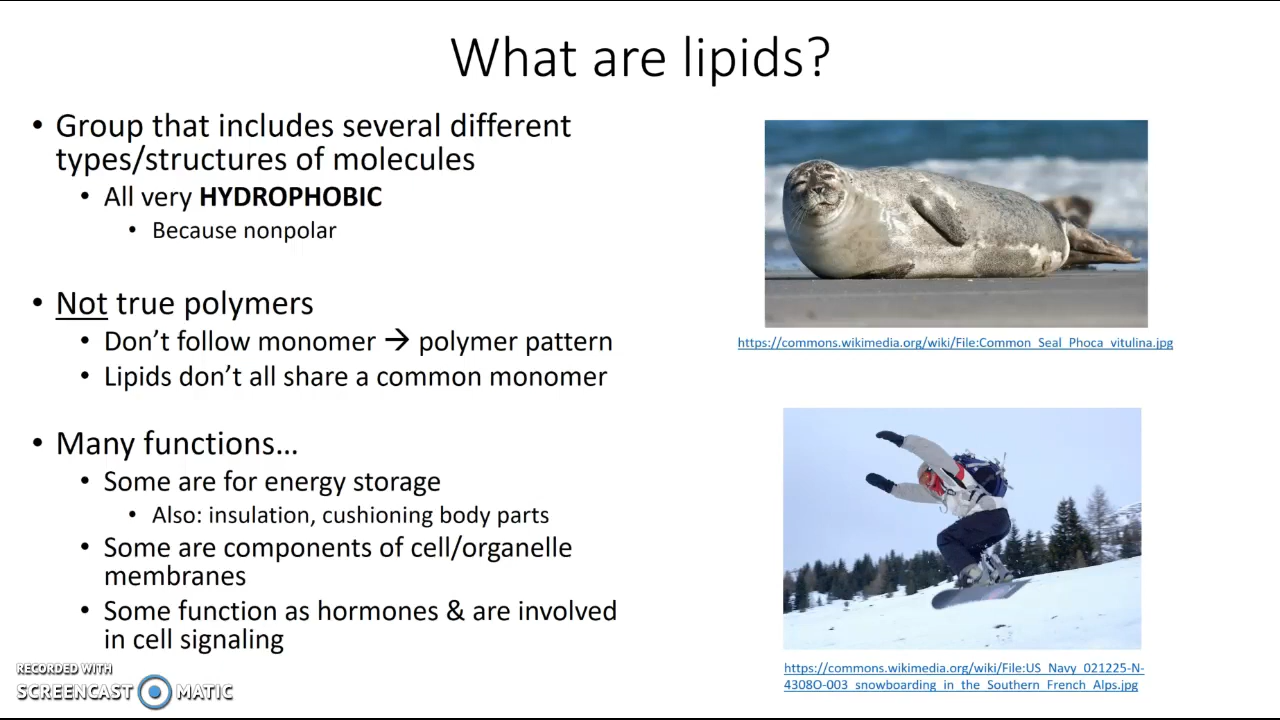 What are lipids?
• Group that includes several different
types/structures of molecules
• All very HYDROPHOBIC
• Because nonpolar
• Not true polymers
• Don’t follow monomer → polymer pattern
• Lipids don’t all share a common monomer
• Many functions…
• Some are for energy storage
• Also: insulation, cushioning body parts
• Some are components of cell/organelle
membranes
• Some function as hormones & are involved
in cell signaling
https://commons.wikimedia.org/wiki/File:Common_Seal_Phoca_vitulina.jpg
https://commons.wikimedia.org/wiki/File:US_Navy_021225-N-
4308O-003_snowboarding_in_the_Southern_French_Alps.jpg
RECORDED WITH
SCREENCAST MATIC